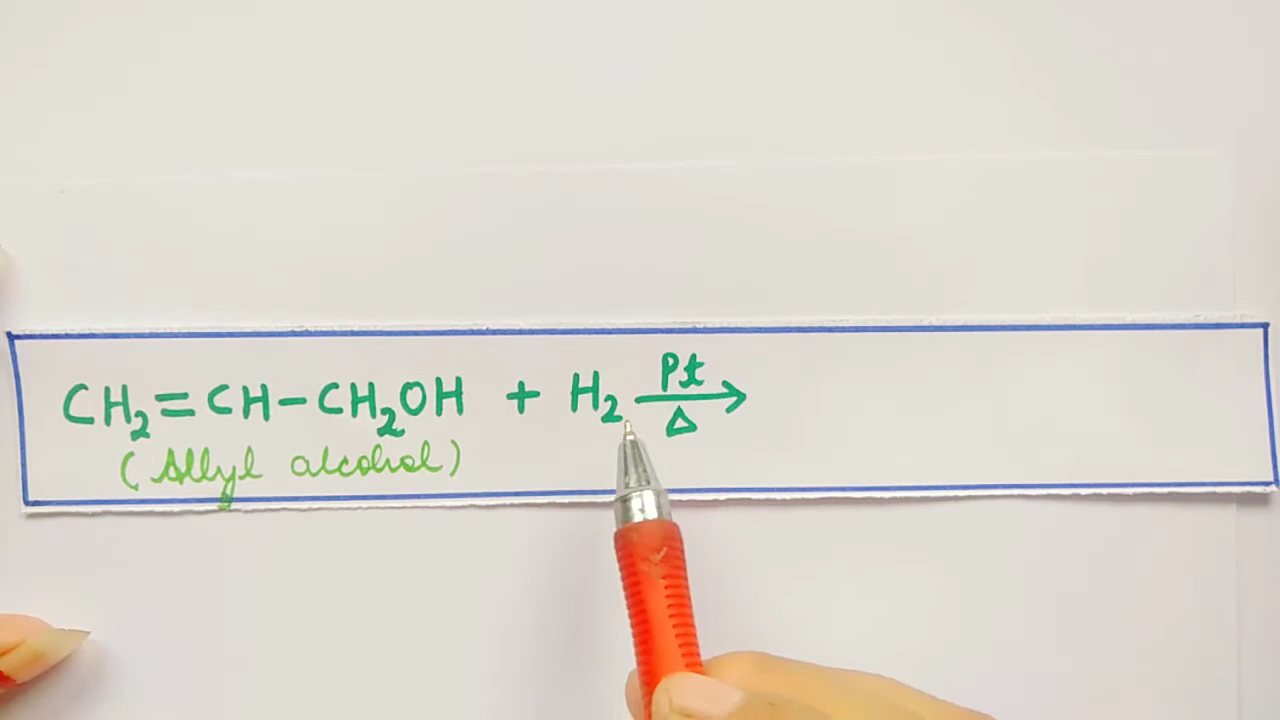 CH₂=CH-CH₂OH + H₂ Pt→ Δ
(Allyl alcohol)